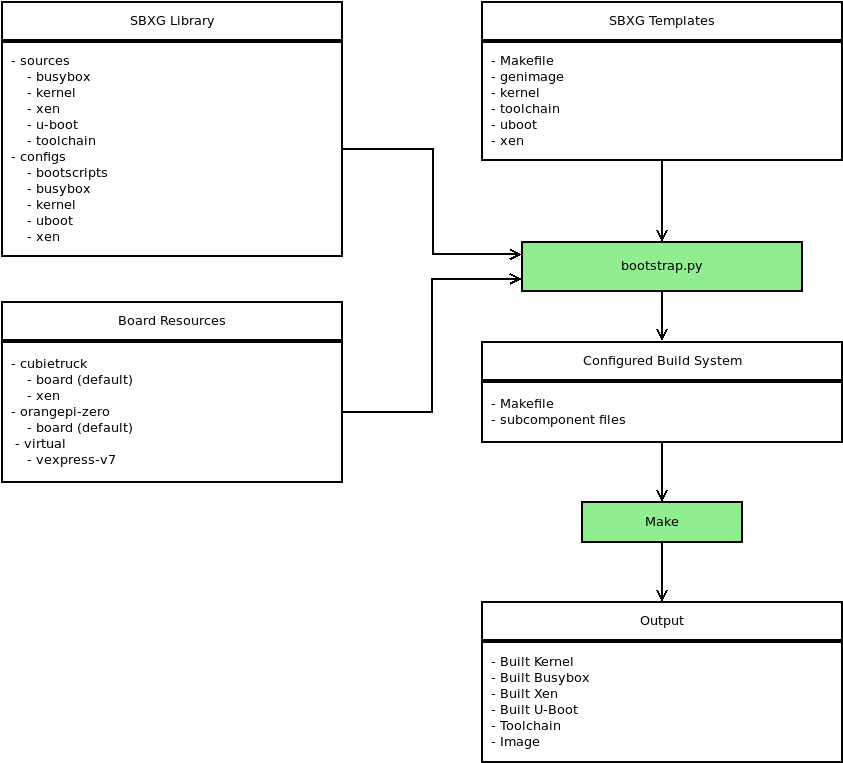 SBXG Library
- sources
- busybox
- kernel
- xen
- u-boot
- toolchain
- configs
- bootscripts
- busybox
- kernel
- uboot
- xen
SBXG Templates
- Makefile
- genimage
- kernel
- toolchain
- uboot
- xen
bootstrap.py
Board Resources
- cubietruck
- board (default)
- xen
- orangepi-zero
- board (default)
- virtual
- vexpress-v7
Configured Build System
- Makefile
- subcomponent files
Make
Output
- Built Kernel
- Built Busybox
- Built Xen
- Built U-Boot
- Toolchain
- Image